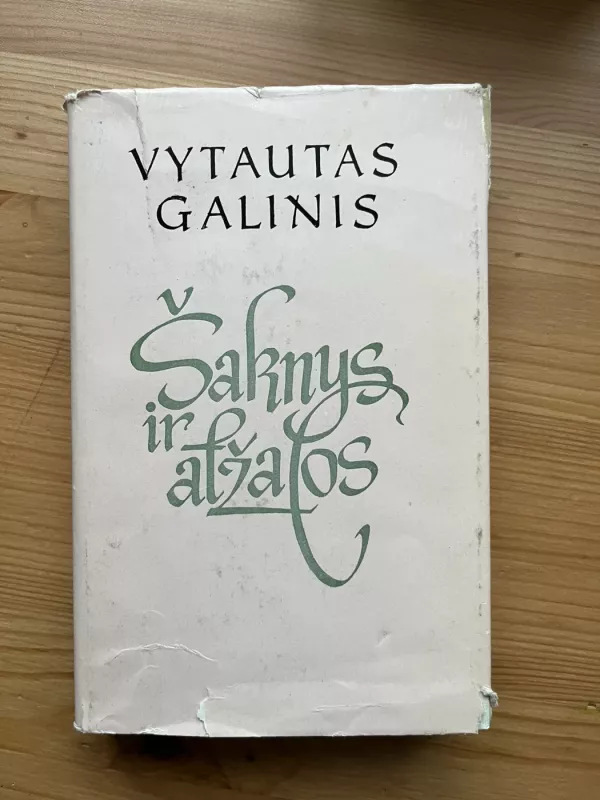 VYTAUTAS
GALINIS
Šaknys
ir
atžalos